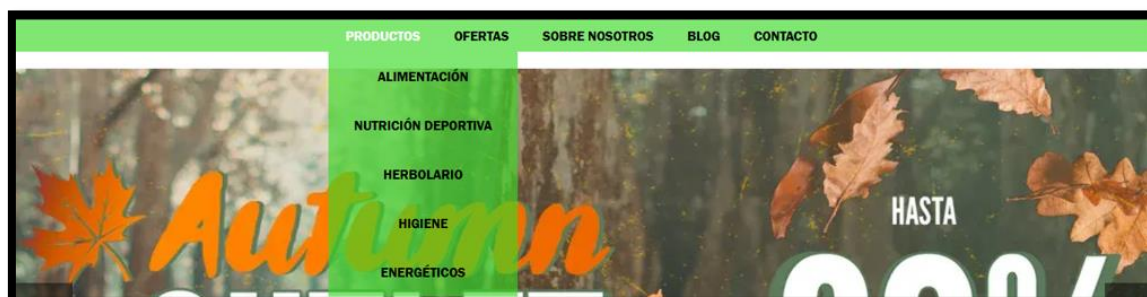 PRODUCTOS OFERTAS SOBRE NOSOTROS BLOG CONTACTO
ALIMENTACIÓN
NUTRICIÓN DEPORTIVA
HERBOLARIO
HIGIENE
ENERGÉTICOS
Autumn
HASTA